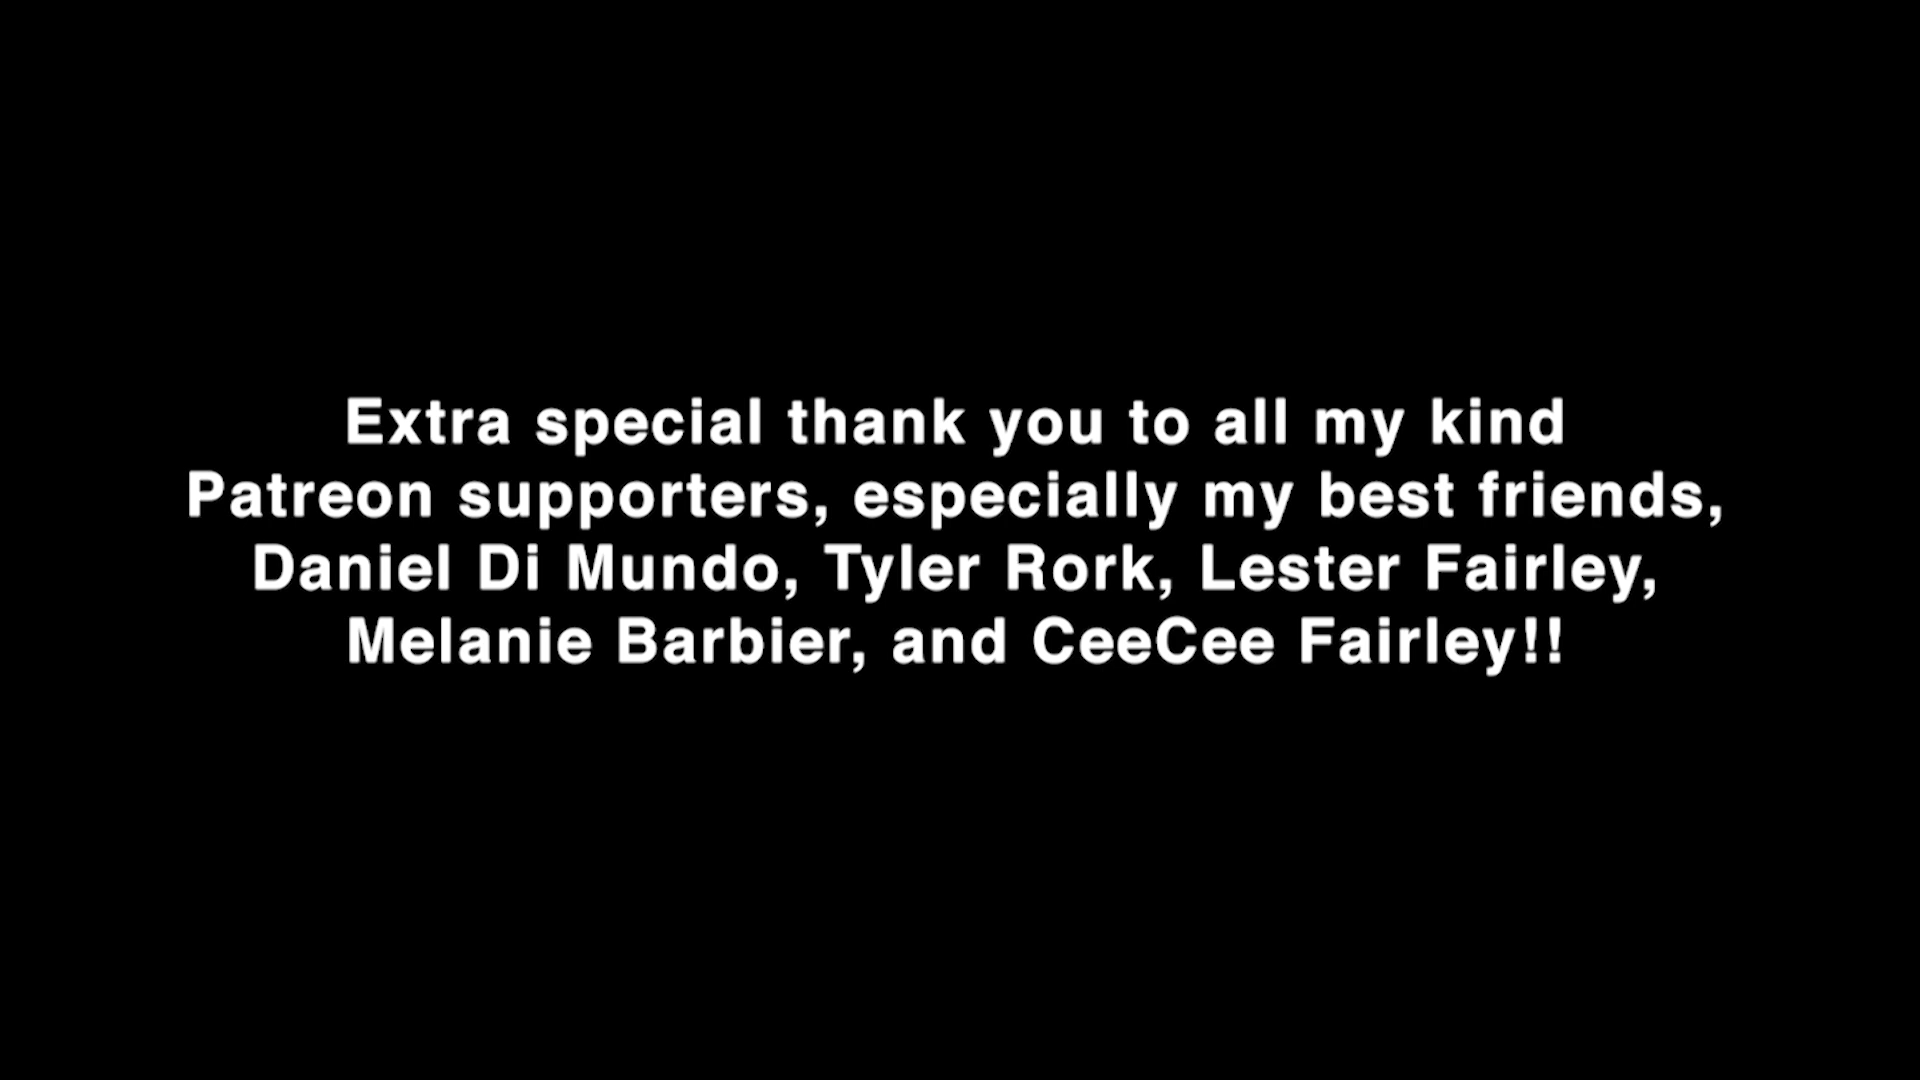 Extra special thank you to all my kind
Patreon supporters, especially my best friends,
Daniel Di Mundo, Tyler Rork, Lester Fairley,
Melanie Barbier, and CeeCee Fairley!!